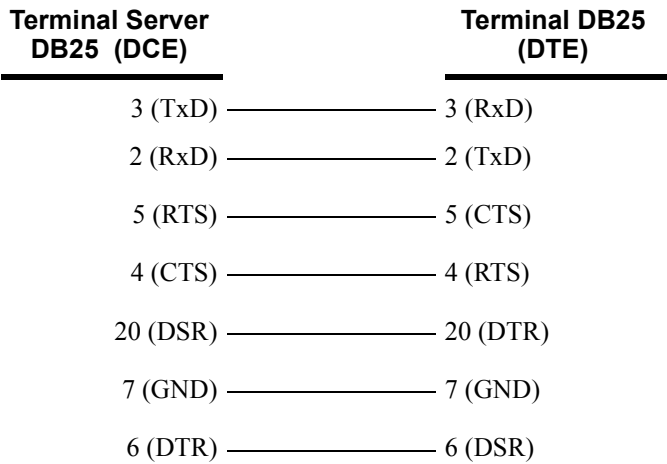 Terminal Server
DB25 (DCE)
Terminal DB25
(DTE)
3 (TxD) 3 (RxD)
2 (RxD) 2 (TxD)
5 (RTS) 5 (CTS)
4 (CTS) 4 (RTS)
20 (DSR) 20 (DTR)
7 (GND) 7 (GND)
6 (DTR) 6 (DSR)